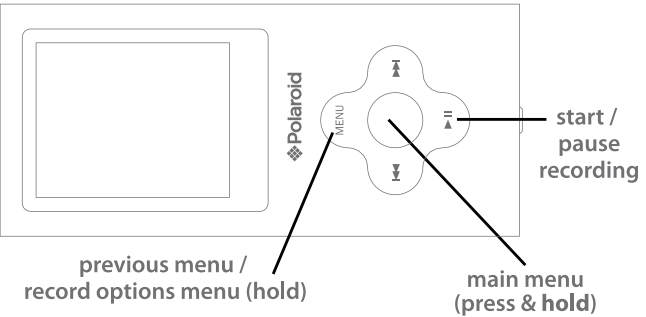 Polaroid
MENU
start /
pause
recording
previous menu /
record options menu (hold)
main menu
(press & hold)